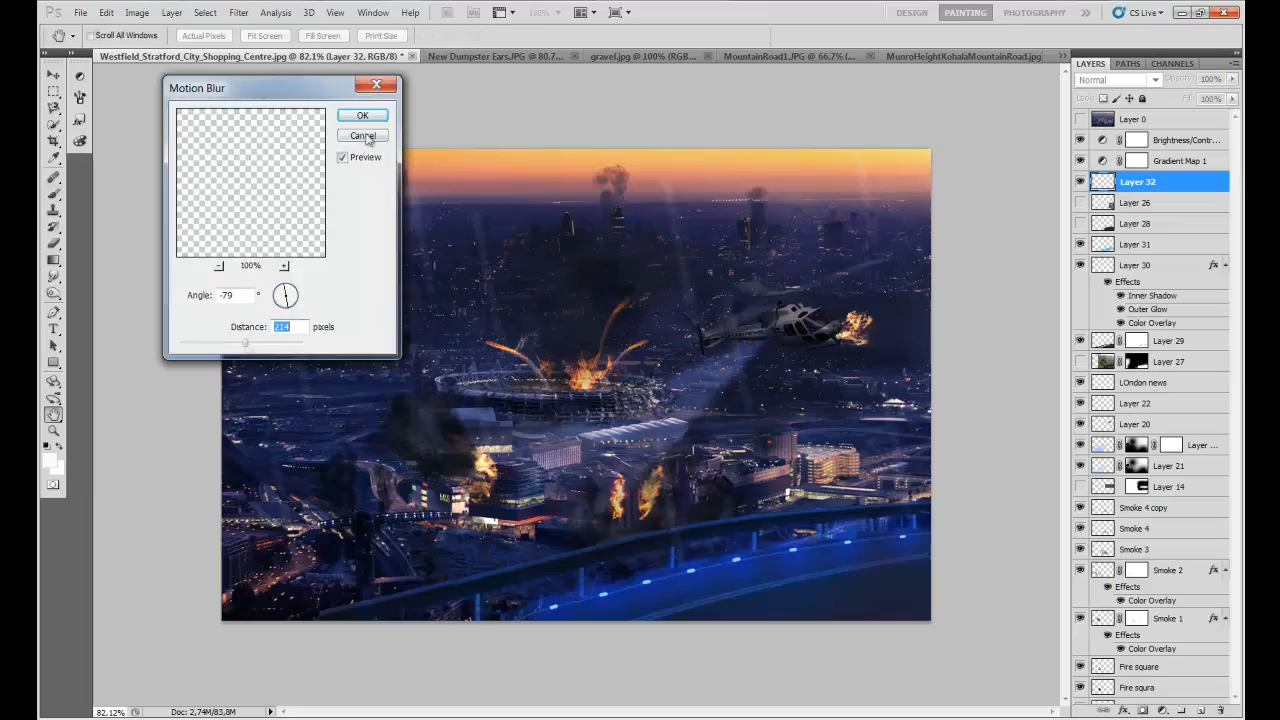 Ps File Edit Image Layer Select Filter Analysis 3D View Window Help 100% DESIGN PAINTING PHOTOGRAPHY CS Live
Scroll All Windows Actual Pixels Fit Screen Fill Screen Print Size
Westfield_Stratford_City_Shopping_Centre.jpg @ 82,1% (Layer 32, RGB/8) * New Dumpster Ears.JPG @ 80,7... gravel.jpg @ 100% (RGB... MountainRoad1.JPG @ 66,7% (... MunroHeightKohalaMountainRoad.jpg
LAYERS PATHS CHANNELS
Normal Opacity: 100%
Lock: Fill: 100%
Motion Blur
OK
Cancel
Preview
100%
Angle: -79 °
Distance: 214 pixels
Layer 0
Brightness/Contr...
Gradient Map 1
Layer 32
Layer 26
Layer 28
Layer 31
Layer 30 fx
Effects
Inner Shadow
Outer Glow
Color Overlay
Layer 29
Layer 27
LOndon news
Layer 22
Layer 20
Layer ...
Layer 21
Layer 14
Smoke 4 copy
Smoke 4
Smoke 3
Smoke 2 fx
Effects
Color Overlay
Smoke 1 fx
Effects
Color Overlay
Fire square
Fire squra
82,12% Doc: 2,74M/83,8M